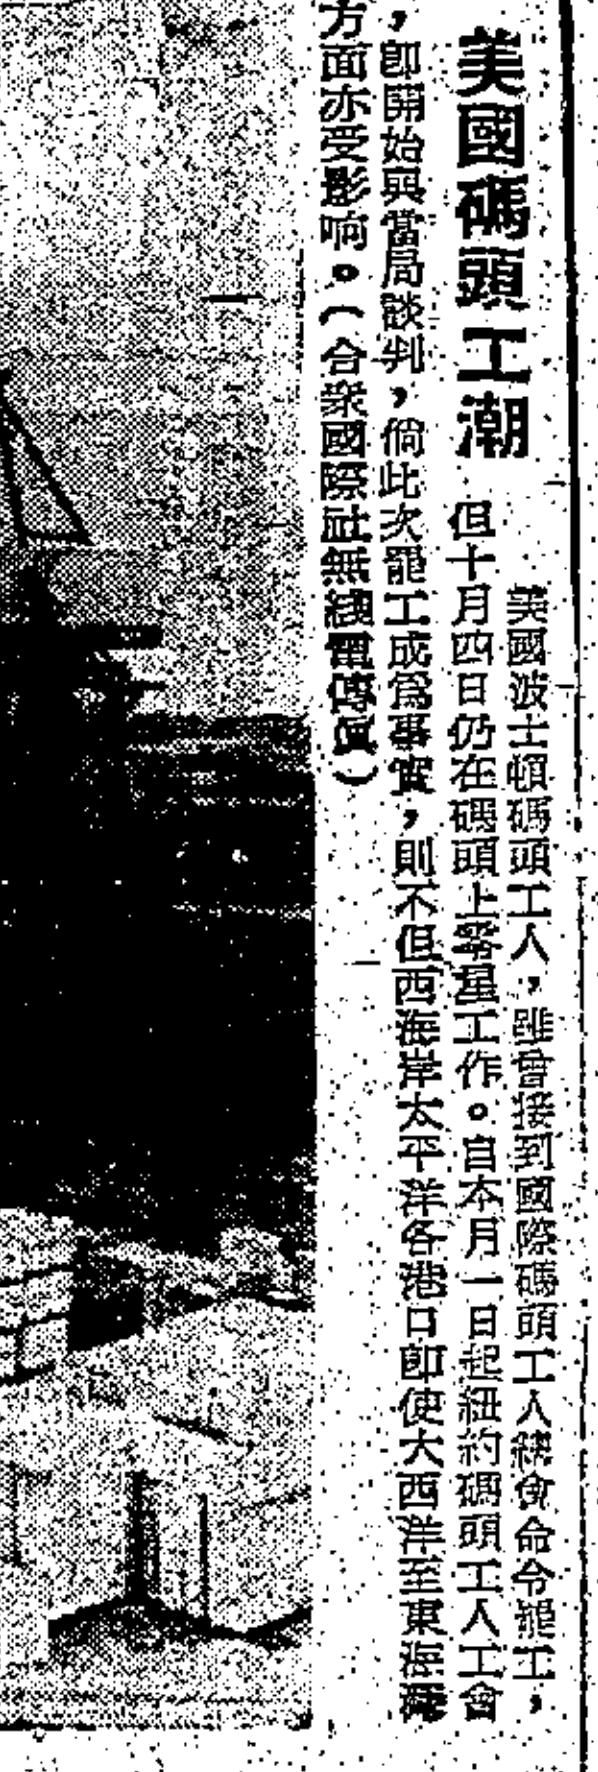 美國碼頭工潮
美國波士頓碼頭工人，雖曾接到國際碼頭工人總會命令罷工，
但十月四日仍在碼頭上零星工作。自本月一日起紐約碼頭工人工會
，卽開始與當局談判，倘此次罷工成爲事實，則不但西海岸太平洋各港口卽使大西洋至東海
方面亦受影响。（合衆國際社無綫電傳眞）